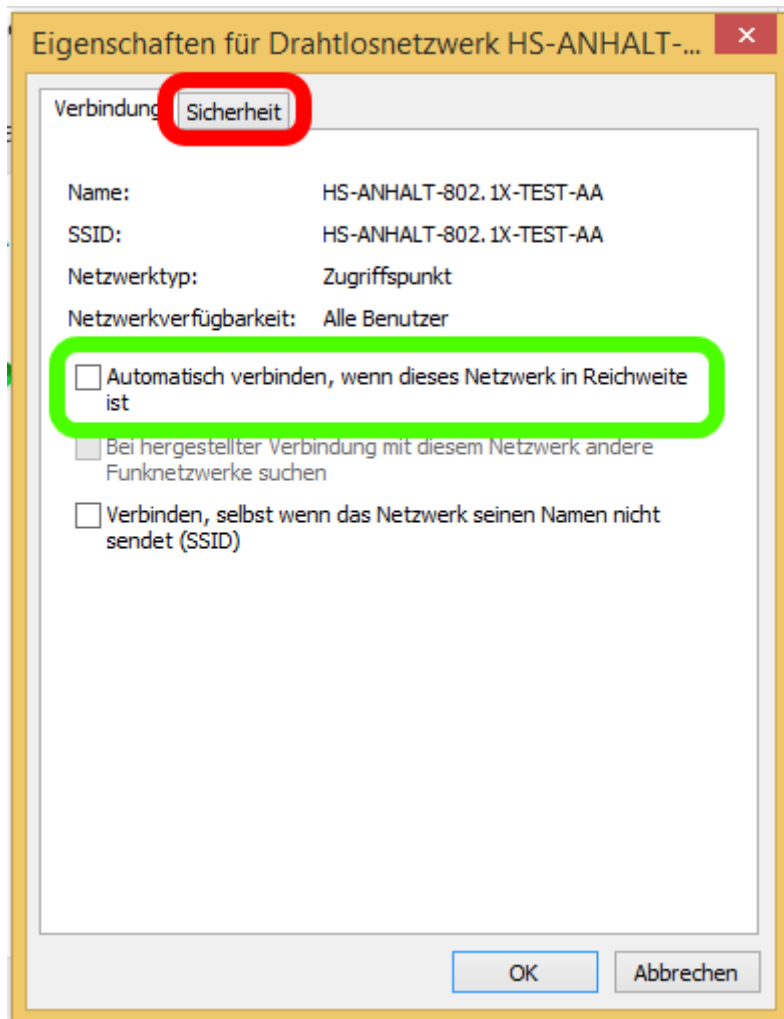 Eigenschaften für Drahtlosnetzwerk HS-ANHALT-...
Verbindung Sicherheit
Name: HS-ANHALT-802.1X-TEST-AA
SSID: HS-ANHALT-802.1X-TEST-AA
Netzwerktyp: Zugriffspunkt
Netzwerkverfügbarkeit: Alle Benutzer
Automatisch verbinden, wenn dieses Netzwerk in Reichweite
ist
Bei hergestellter Verbindung mit diesem Netzwerk andere
Funknetzwerke suchen
Verbinden, selbst wenn das Netzwerk seinen Namen nicht
sendet (SSID)
OK Abbrechen